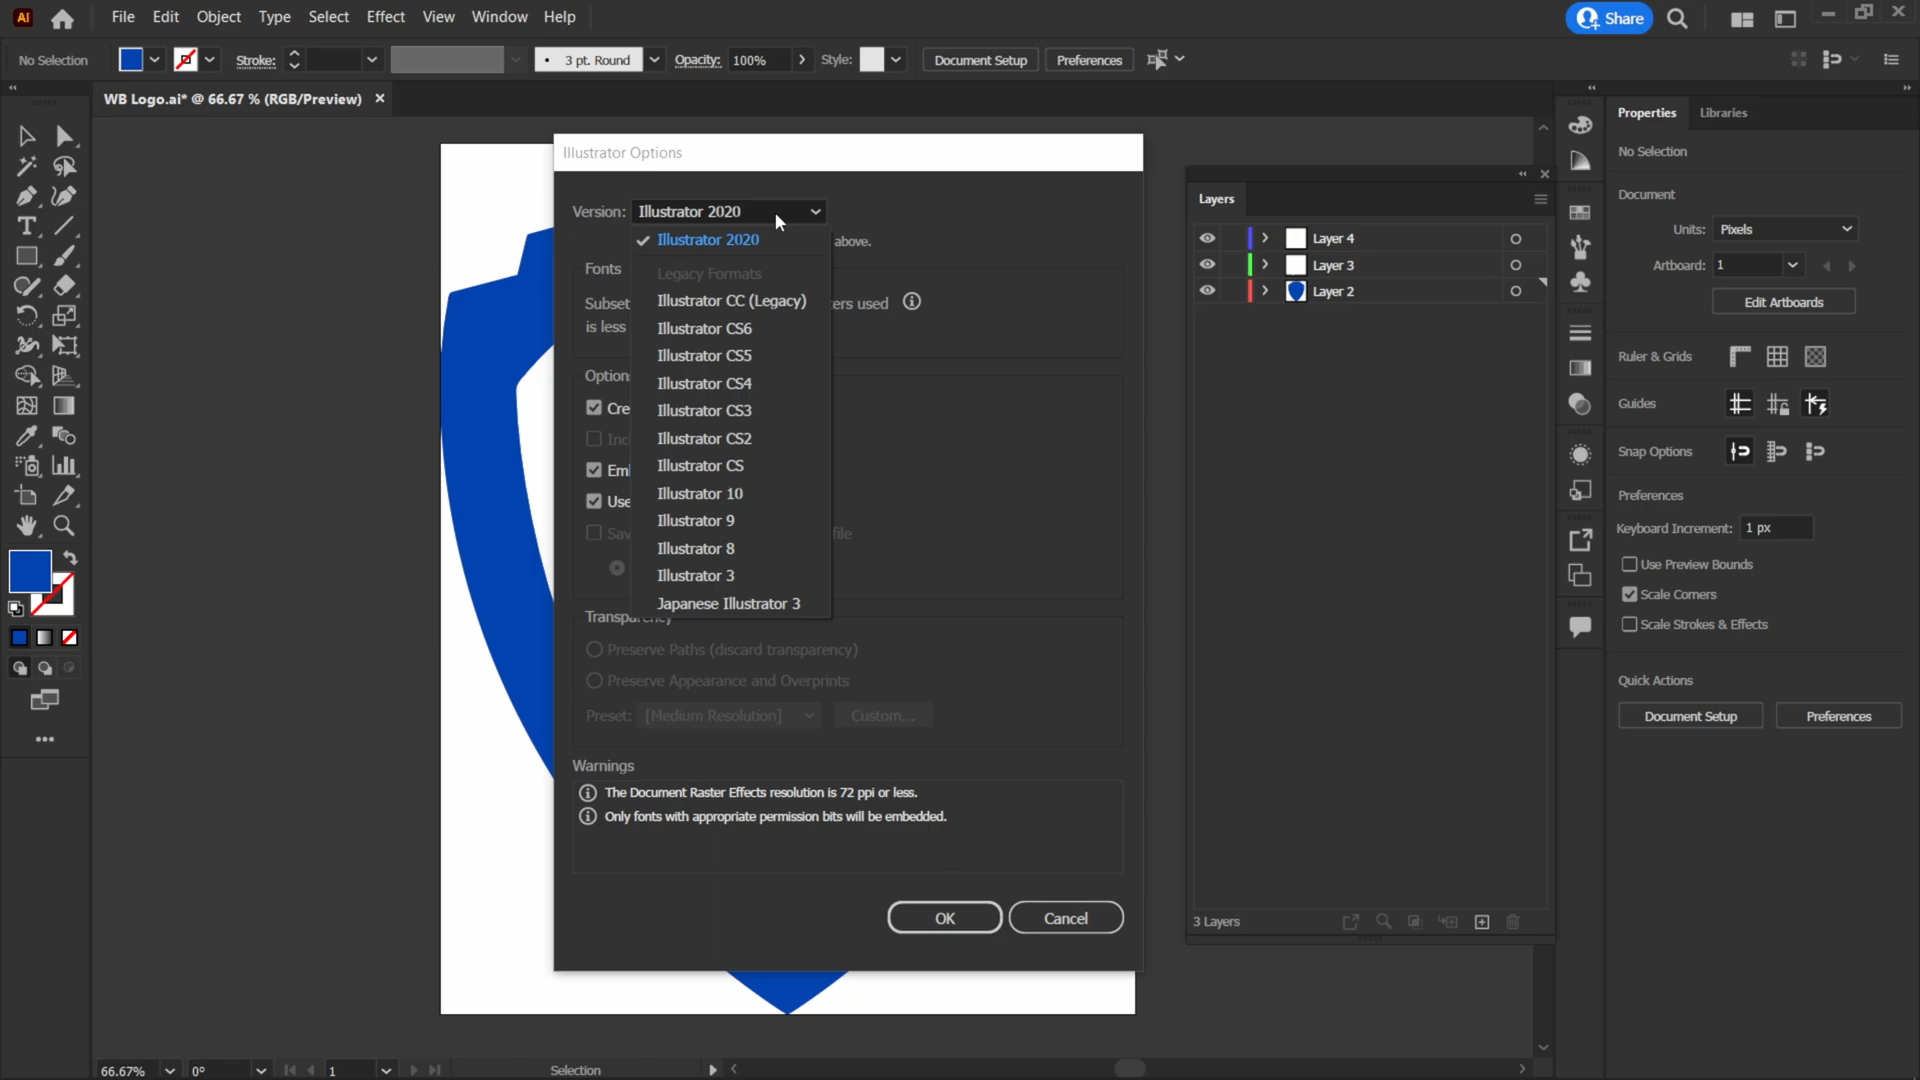 Ai File Edit Object Type Select Effect View Window Help
Share
No Selection
Stroke:
3 pt. Round
Opacity: 100%
Style:
Document Setup
Preferences
WB Logo.ai* @ 66.67 % (RGB/Preview)
Illustrator Options
Version: Illustrator 2020
Illustrator 2020
above.
Fonts
Legacy Formats
Subset
ters used
is less
Illustrator CC (Legacy)
Illustrator CS6
Illustrator CS5
Illustrator CS4
Illustrator CS3
Illustrator CS2
Illustrator CS
Illustrator 10
Illustrator 9
Illustrator 8
Illustrator 3
Japanese Illustrator 3
Option
Cre
Inc
Em
Use
Sav
file
Transparency
Preserve Paths (discard transparency)
Preserve Appearance and Overprints
Preset: [Medium Resolution]
Custom...
Warnings
The Document Raster Effects resolution is 72 ppi or less.
Only fonts with appropriate permission bits will be embedded.
OK
Cancel
Layers
Layer 4
Layer 3
Layer 2
3 Layers
Properties
Libraries
No Selection
Document
Units: Pixels
Artboard: 1
Edit Artboards
Ruler & Grids
Guides
Snap Options
Preferences
Keyboard Increment: 1 px
Use Preview Bounds
Scale Corners
Scale Strokes & Effects
Quick Actions
Document Setup
Preferences
66.67%
0°
1
Selection